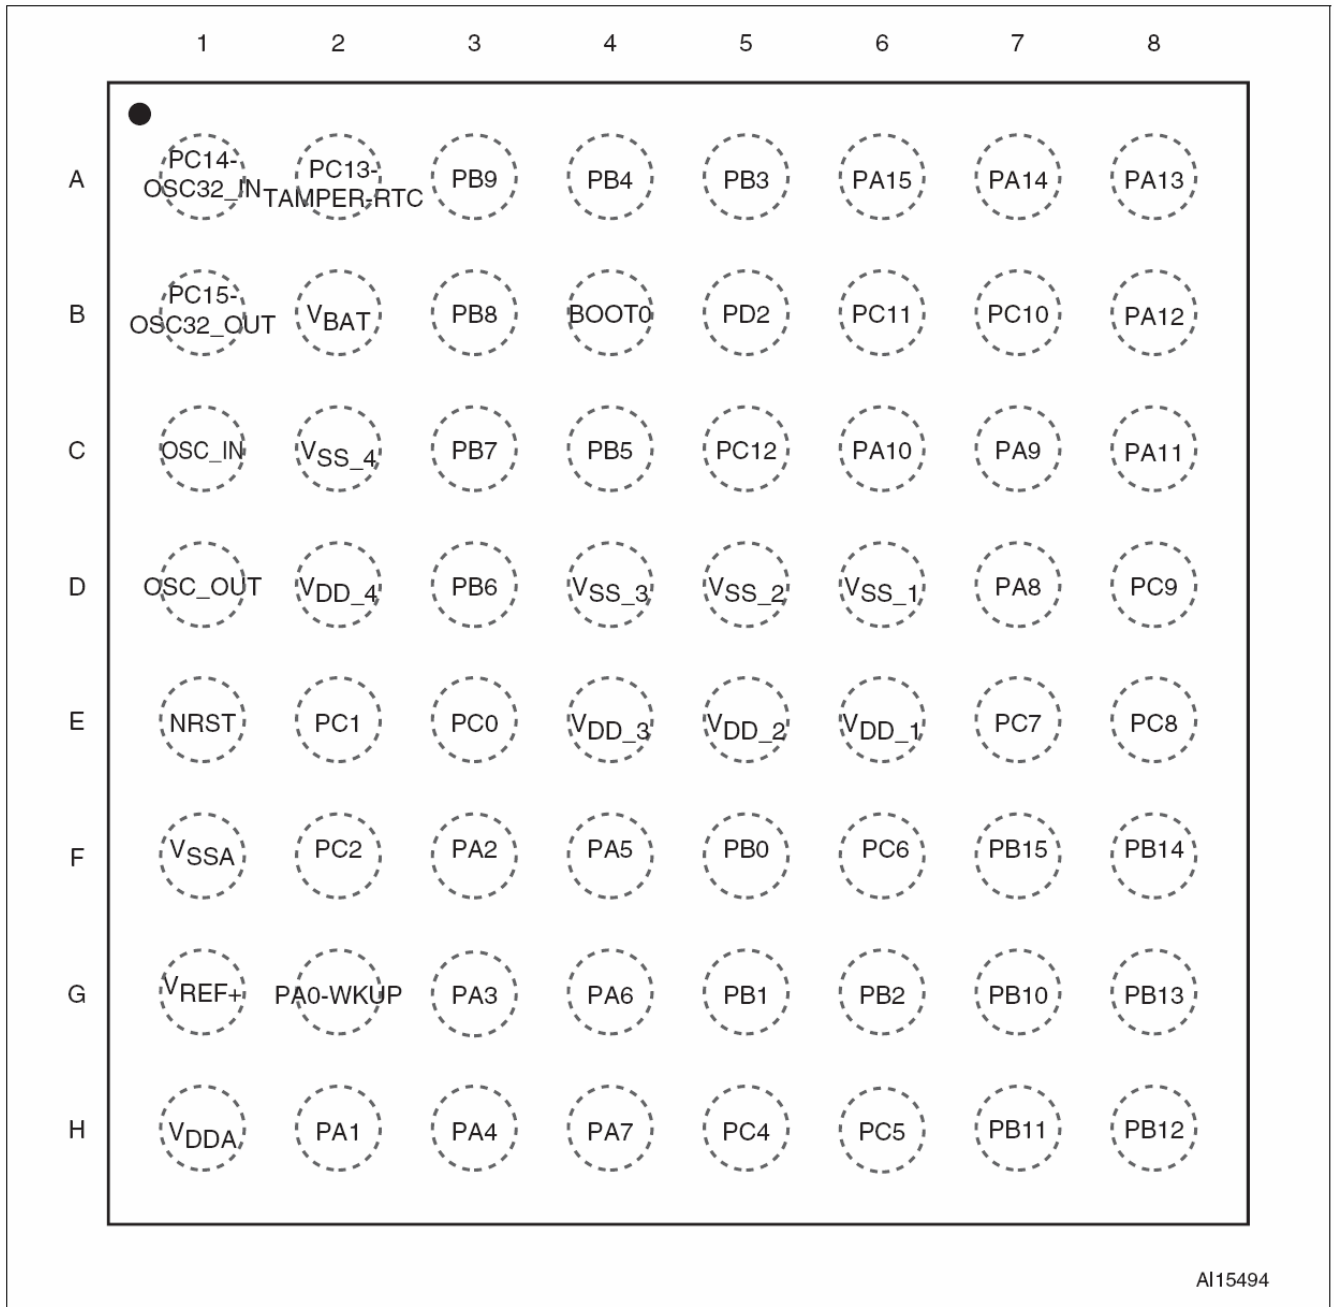 1 2 3 4 5 6 7 8
A PC14-OSC32_IN PC13-TAMPER-RTC PB9 PB4 PB3 PA15 PA14 PA13
B PC15-OSC32_OUT VBAT PB8 BOOT0 PD2 PC11 PC10 PA12
C OSC_IN VSS_4 PB7 PB5 PC12 PA10 PA9 PA11
D OSC_OUT VDD_4 PB6 VSS_3 VSS_2 VSS_1 PA8 PC9
E NRST PC1 PC0 VDD_3 VDD_2 VDD_1 PC7 PC8
F VSSA PC2 PA2 PA5 PB0 PC6 PB15 PB14
G VREF+ PA0-WKUP PA3 PA6 PB1 PB2 PB10 PB13
H VDDA PA1 PA4 PA7 PC4 PC5 PB11 PB12
AI15494